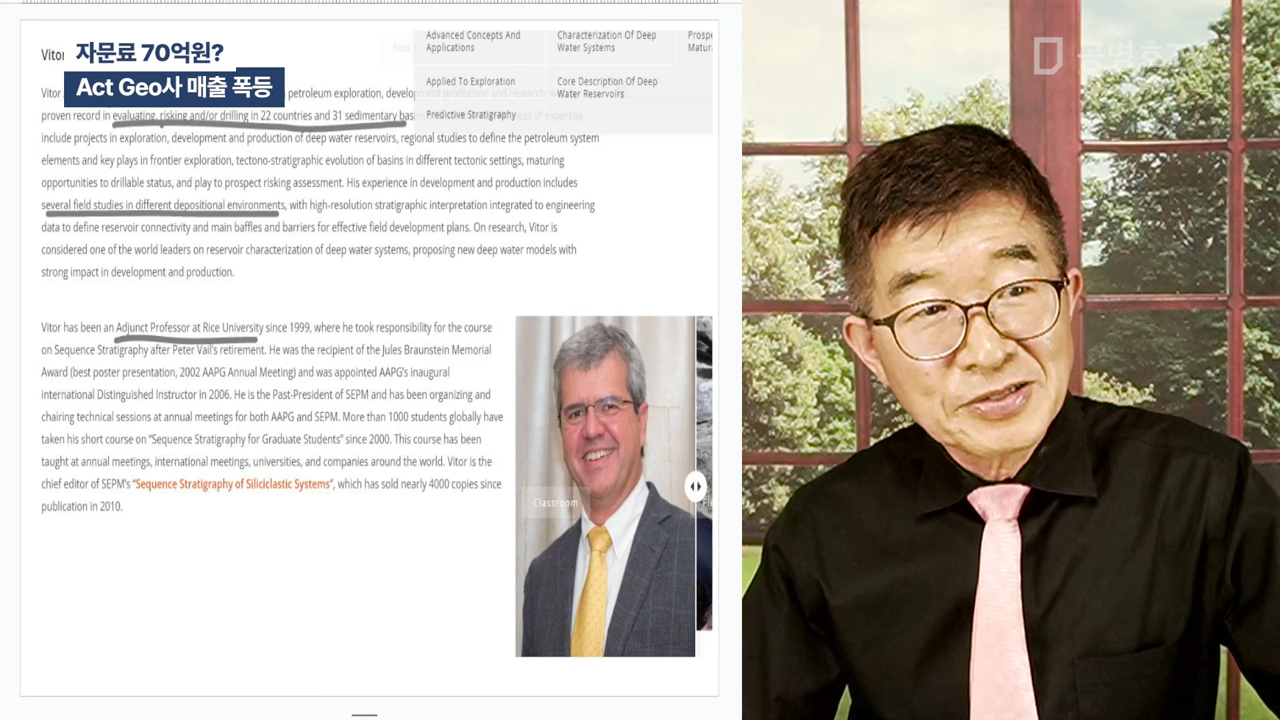 자문료 70억원?
Act Geo사 매출 폭등
공병호TV
Advanced Concepts And
Applications
Characterization Of Deep
Water Systems
Applied To Exploration
Core Description Of Deep
Water Reservoirs
Predictive Stratigraphy
Vitor petroleum exploration,
proven record in evaluating, risking and/or drilling in 22 countries and 31 sedimentary
include projects in exploration, development and production of deep water reservoirs, regional studies to define the petroleum system
elements and key plays in frontier exploration, tectono-stratigraphic evolution of basins in different tectonic settings, maturing
opportunities to drillable status, and play to prospect risking assessment. His experience in development and production includes
several field studies in different depositional environments, with high-resolution stratigraphic interpretation integrated to engineering
data to define reservoir connectivity and main baffles and barriers for effective field development plans. On research, Vitor is
considered one of the world leaders on reservoir characterization of deep water systems, proposing new deep water models with
strong impact in development and production.
Vitor has been an Adjunct Professor at Rice University since 1999, where he took responsibility for the course
on Sequence Stratigraphy after Peter Vail's retirement. He was the recipient of the Jules Braunstein Memorial
Award (best poster presentation, 2002 AAPG Annual Meeting) and was appointed AAPG's inaugural
international Distinguished Instructor in 2006. He is the Past-President of SEPM and has been organizing and
chairing technical sessions at annual meetings for both AAPG and SEPM. More than 1000 students globally have
taken his short course on "Sequence Stratigraphy for Graduate Students" since 2000. This course has been
taught at annual meetings, international meetings, universities, and companies around the world. Vitor is the
chief editor of SEPM's "Sequence Stratigraphy of Siliciclastic Systems", which has sold nearly 4000 copies since
publication in 2010.
Classroom